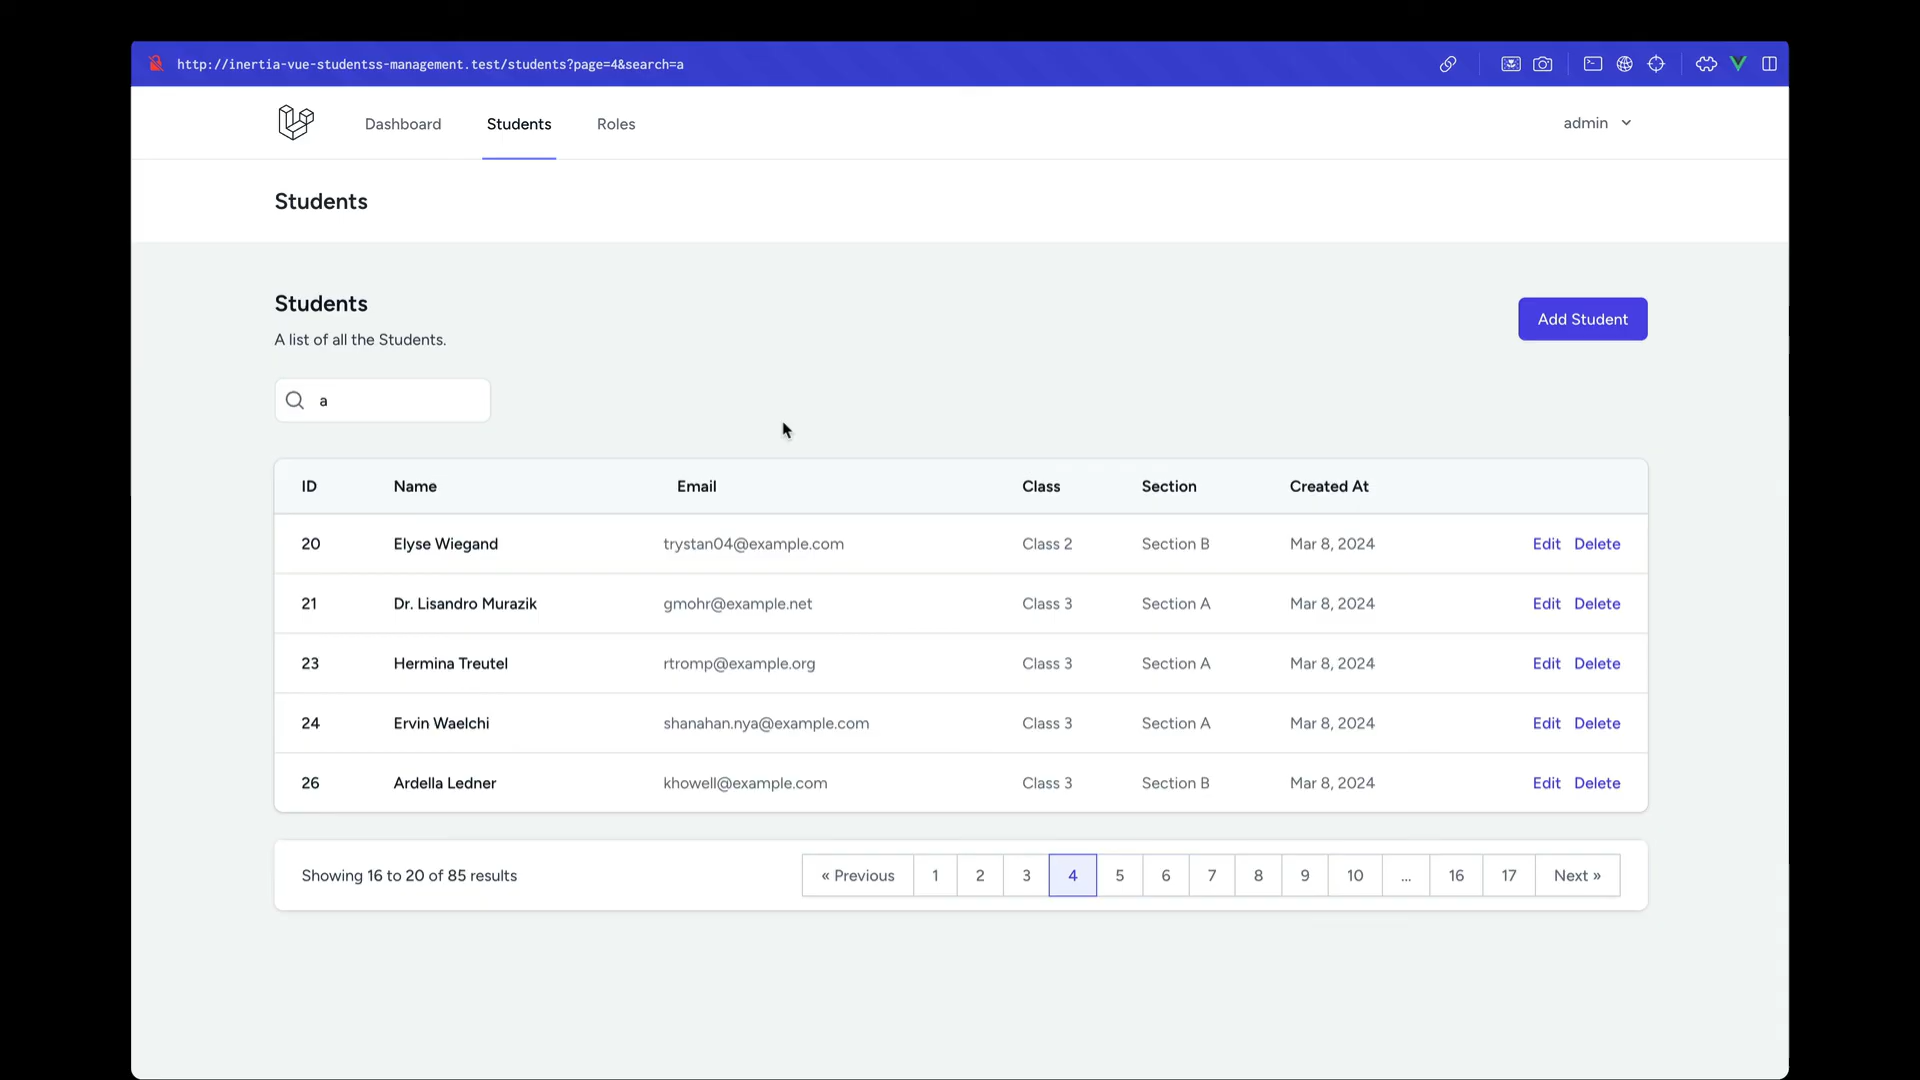 http://inertia-vue-studentss-management.test/students?page=4&search=a
Dashboard Students Roles admin
Students
Students
A list of all the Students.
Add Student
a
ID Name Email Class Section Created At
20 Elyse Wiegand trystan04@example.com Class 2 Section B Mar 8, 2024 Edit Delete
21 Dr. Lisandro Murazik gmohr@example.net Class 3 Section A Mar 8, 2024 Edit Delete
23 Hermina Treutel rtromp@example.org Class 3 Section A Mar 8, 2024 Edit Delete
24 Ervin Waelchi shanahan.nya@example.com Class 3 Section A Mar 8, 2024 Edit Delete
26 Ardella Ledner khowell@example.com Class 3 Section B Mar 8, 2024 Edit Delete
Showing 16 to 20 of 85 results « Previous 1 2 3 4 5 6 7 8 9 10 ... 16 17 Next »